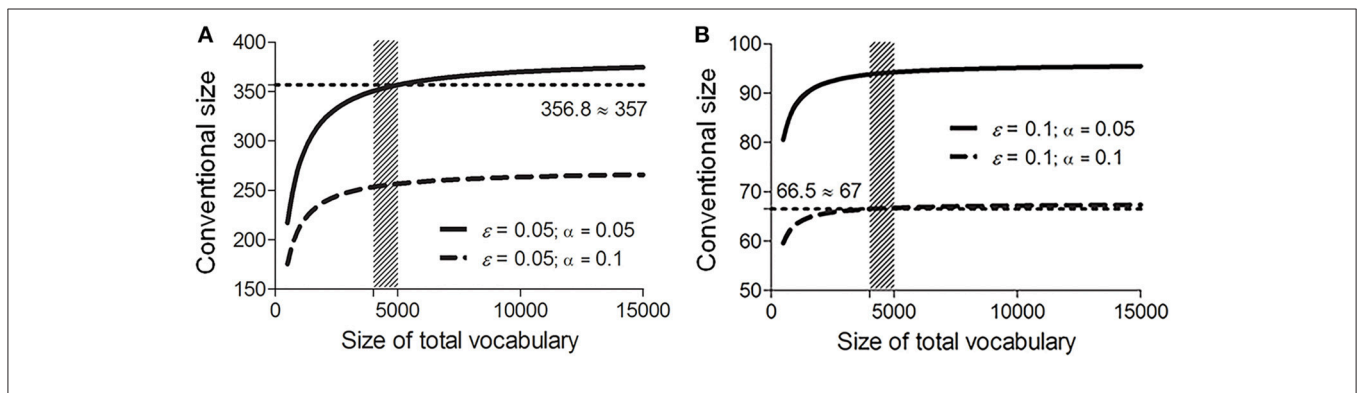 A
Conventional size
400
350
300
250
200
150
356.8 ≈ 357
ε = 0.05; α = 0.05
ε = 0.05; α = 0.1
0 5000 10000 15000
Size of total vocabulary
B
Conventional size
100
90
80
70
60
50
ε = 0.1; α = 0.05
ε = 0.1; α = 0.1
66.5 ≈ 67
0 5000 10000 15000
Size of total vocabulary